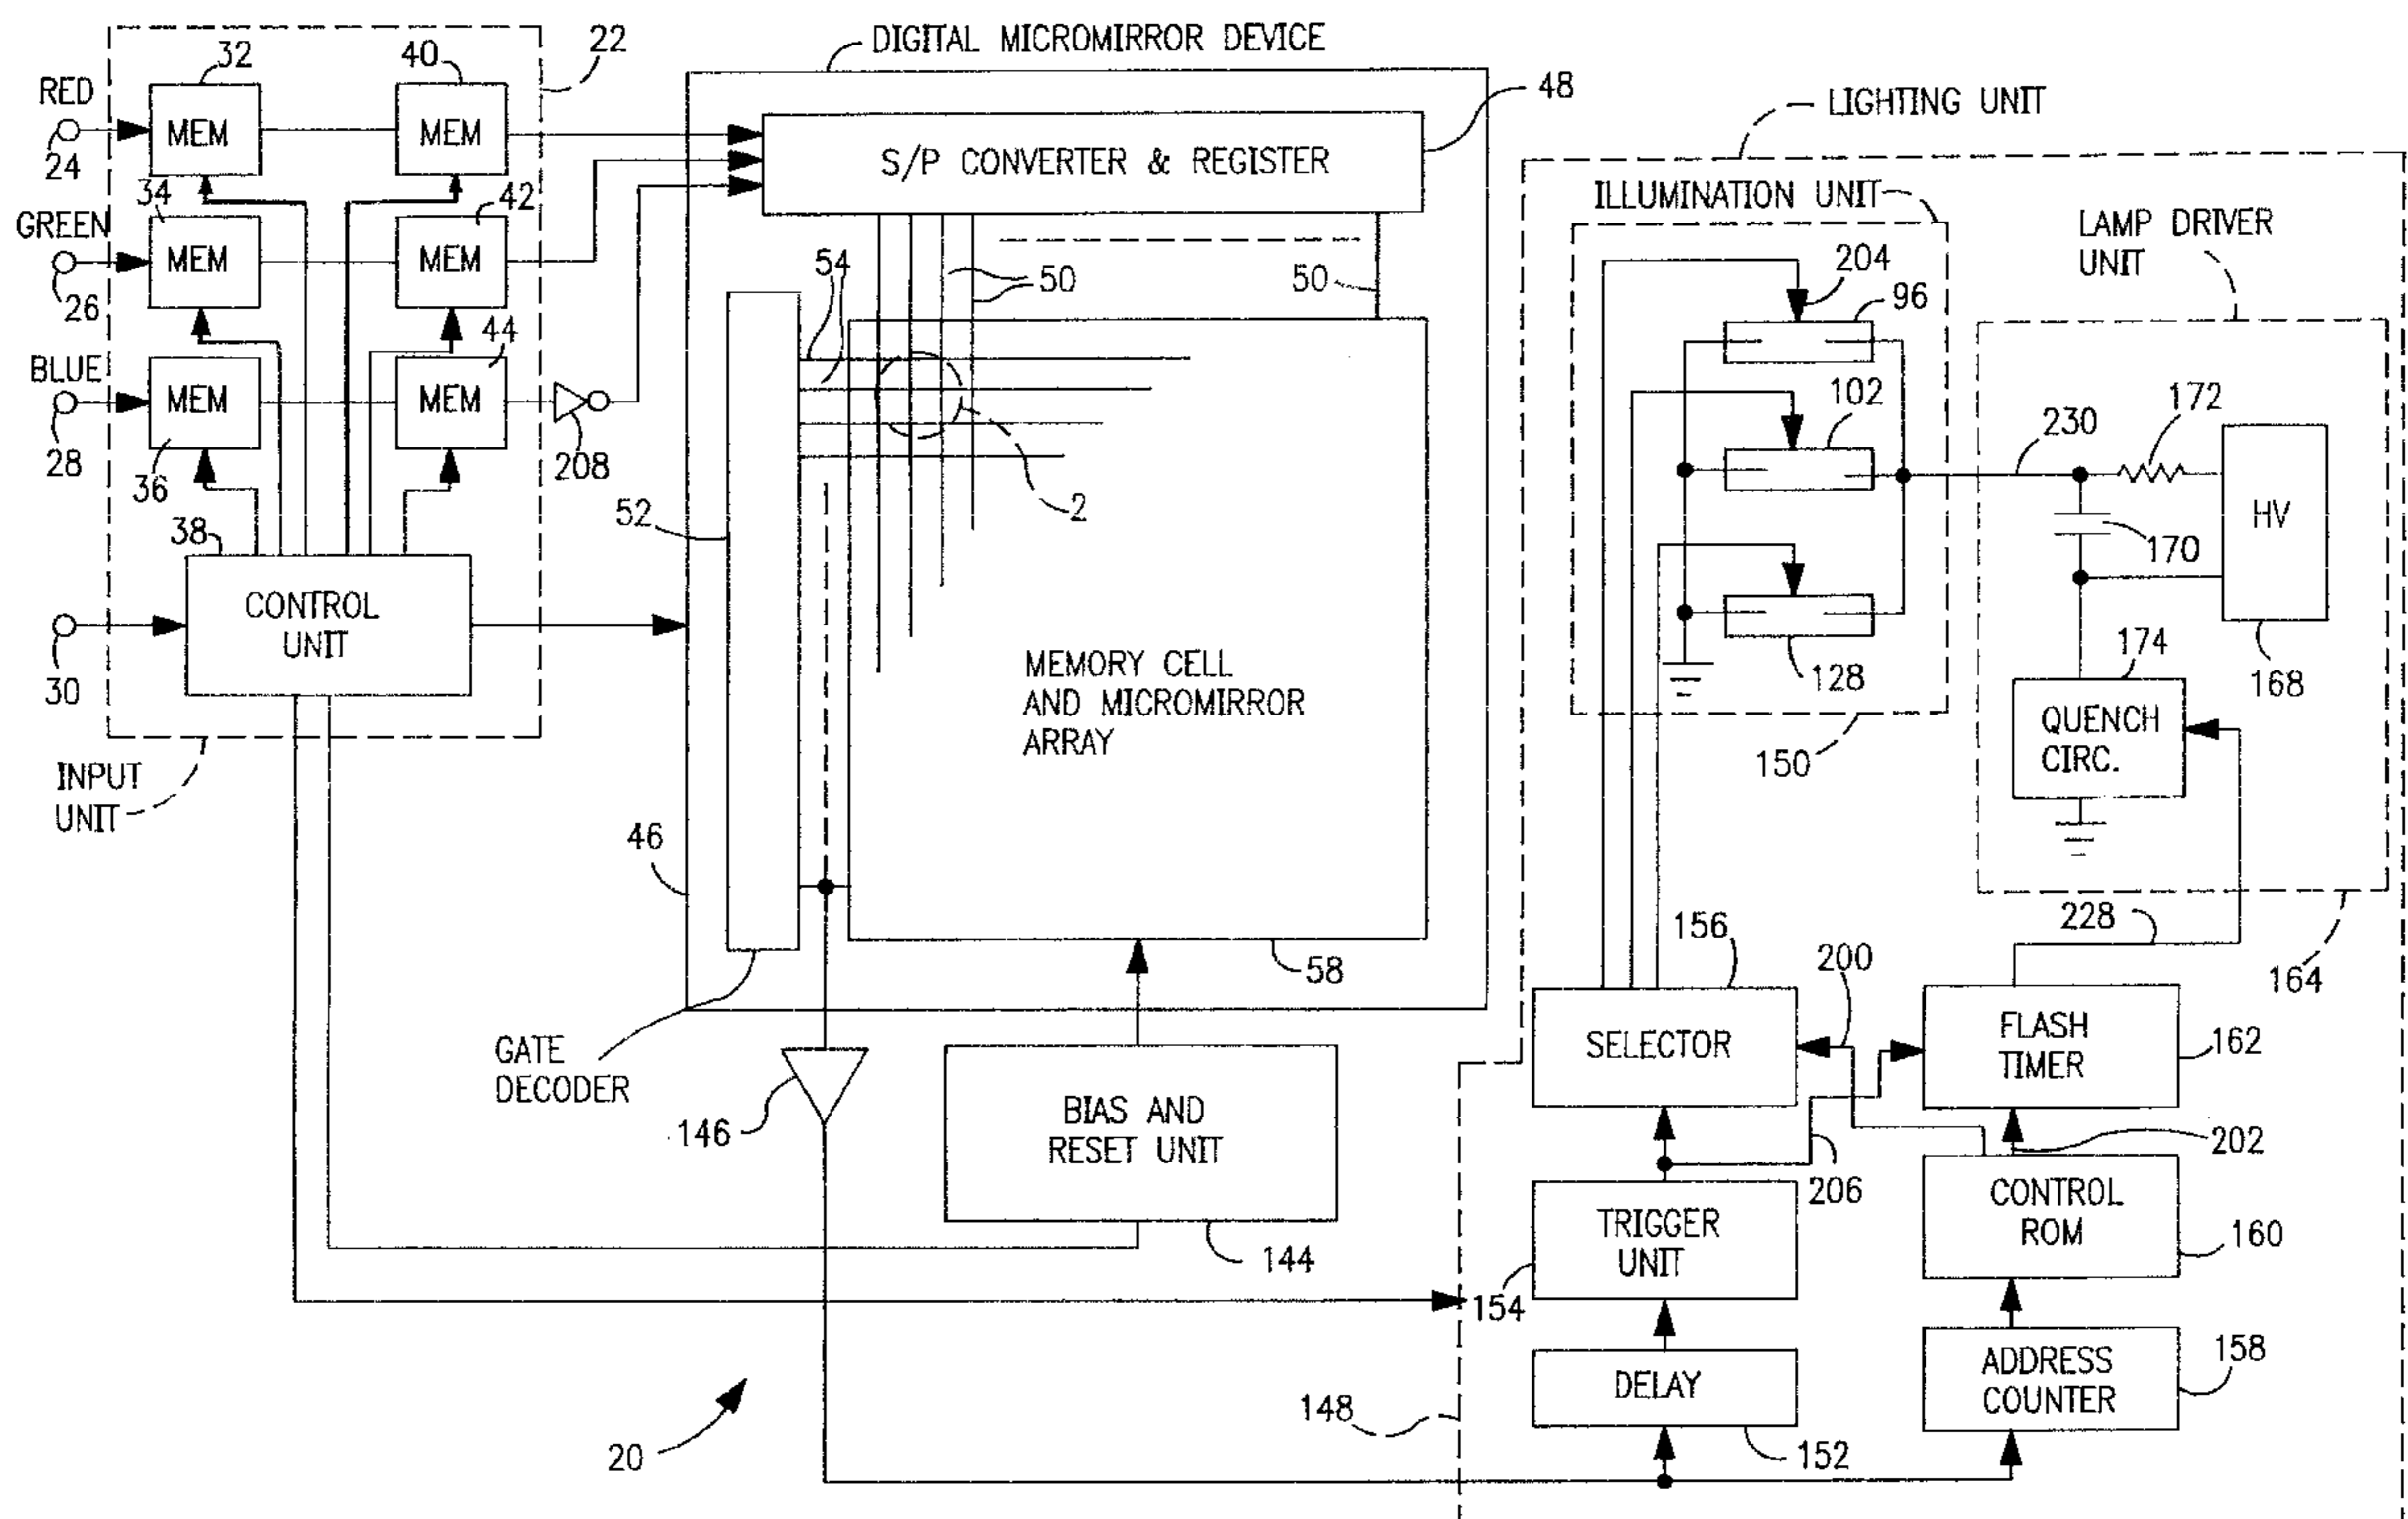 DIGITAL MICROMIRROR DEVICE
22
32
40
RED
MEM
MEM
24
48
S/P CONVERTER & REGISTER
LIGHTING UNIT
ILLUMINATION UNIT
LAMP DRIVER
UNIT
34
42
GREEN
MEM
MEM
26
54
50
50
204
96
44
BLUE
MEM
MEM
28
36
208
2
102
172
230
HV
170
52
38
CONTROL
UNIT
30
128
174
168
QUENCH
CIRC.
150
MEMORY CELL
AND MICROMIRROR
ARRAY
INPUT
UNIT
46
58
156
200
228
164
GATE
DECODER
SELECTOR
FLASH
TIMER
162
146
BIAS AND
RESET UNIT
206
202
TRIGGER
UNIT
CONTROL
ROM
160
144
154
148
DELAY
ADDRESS
COUNTER
158
152
20